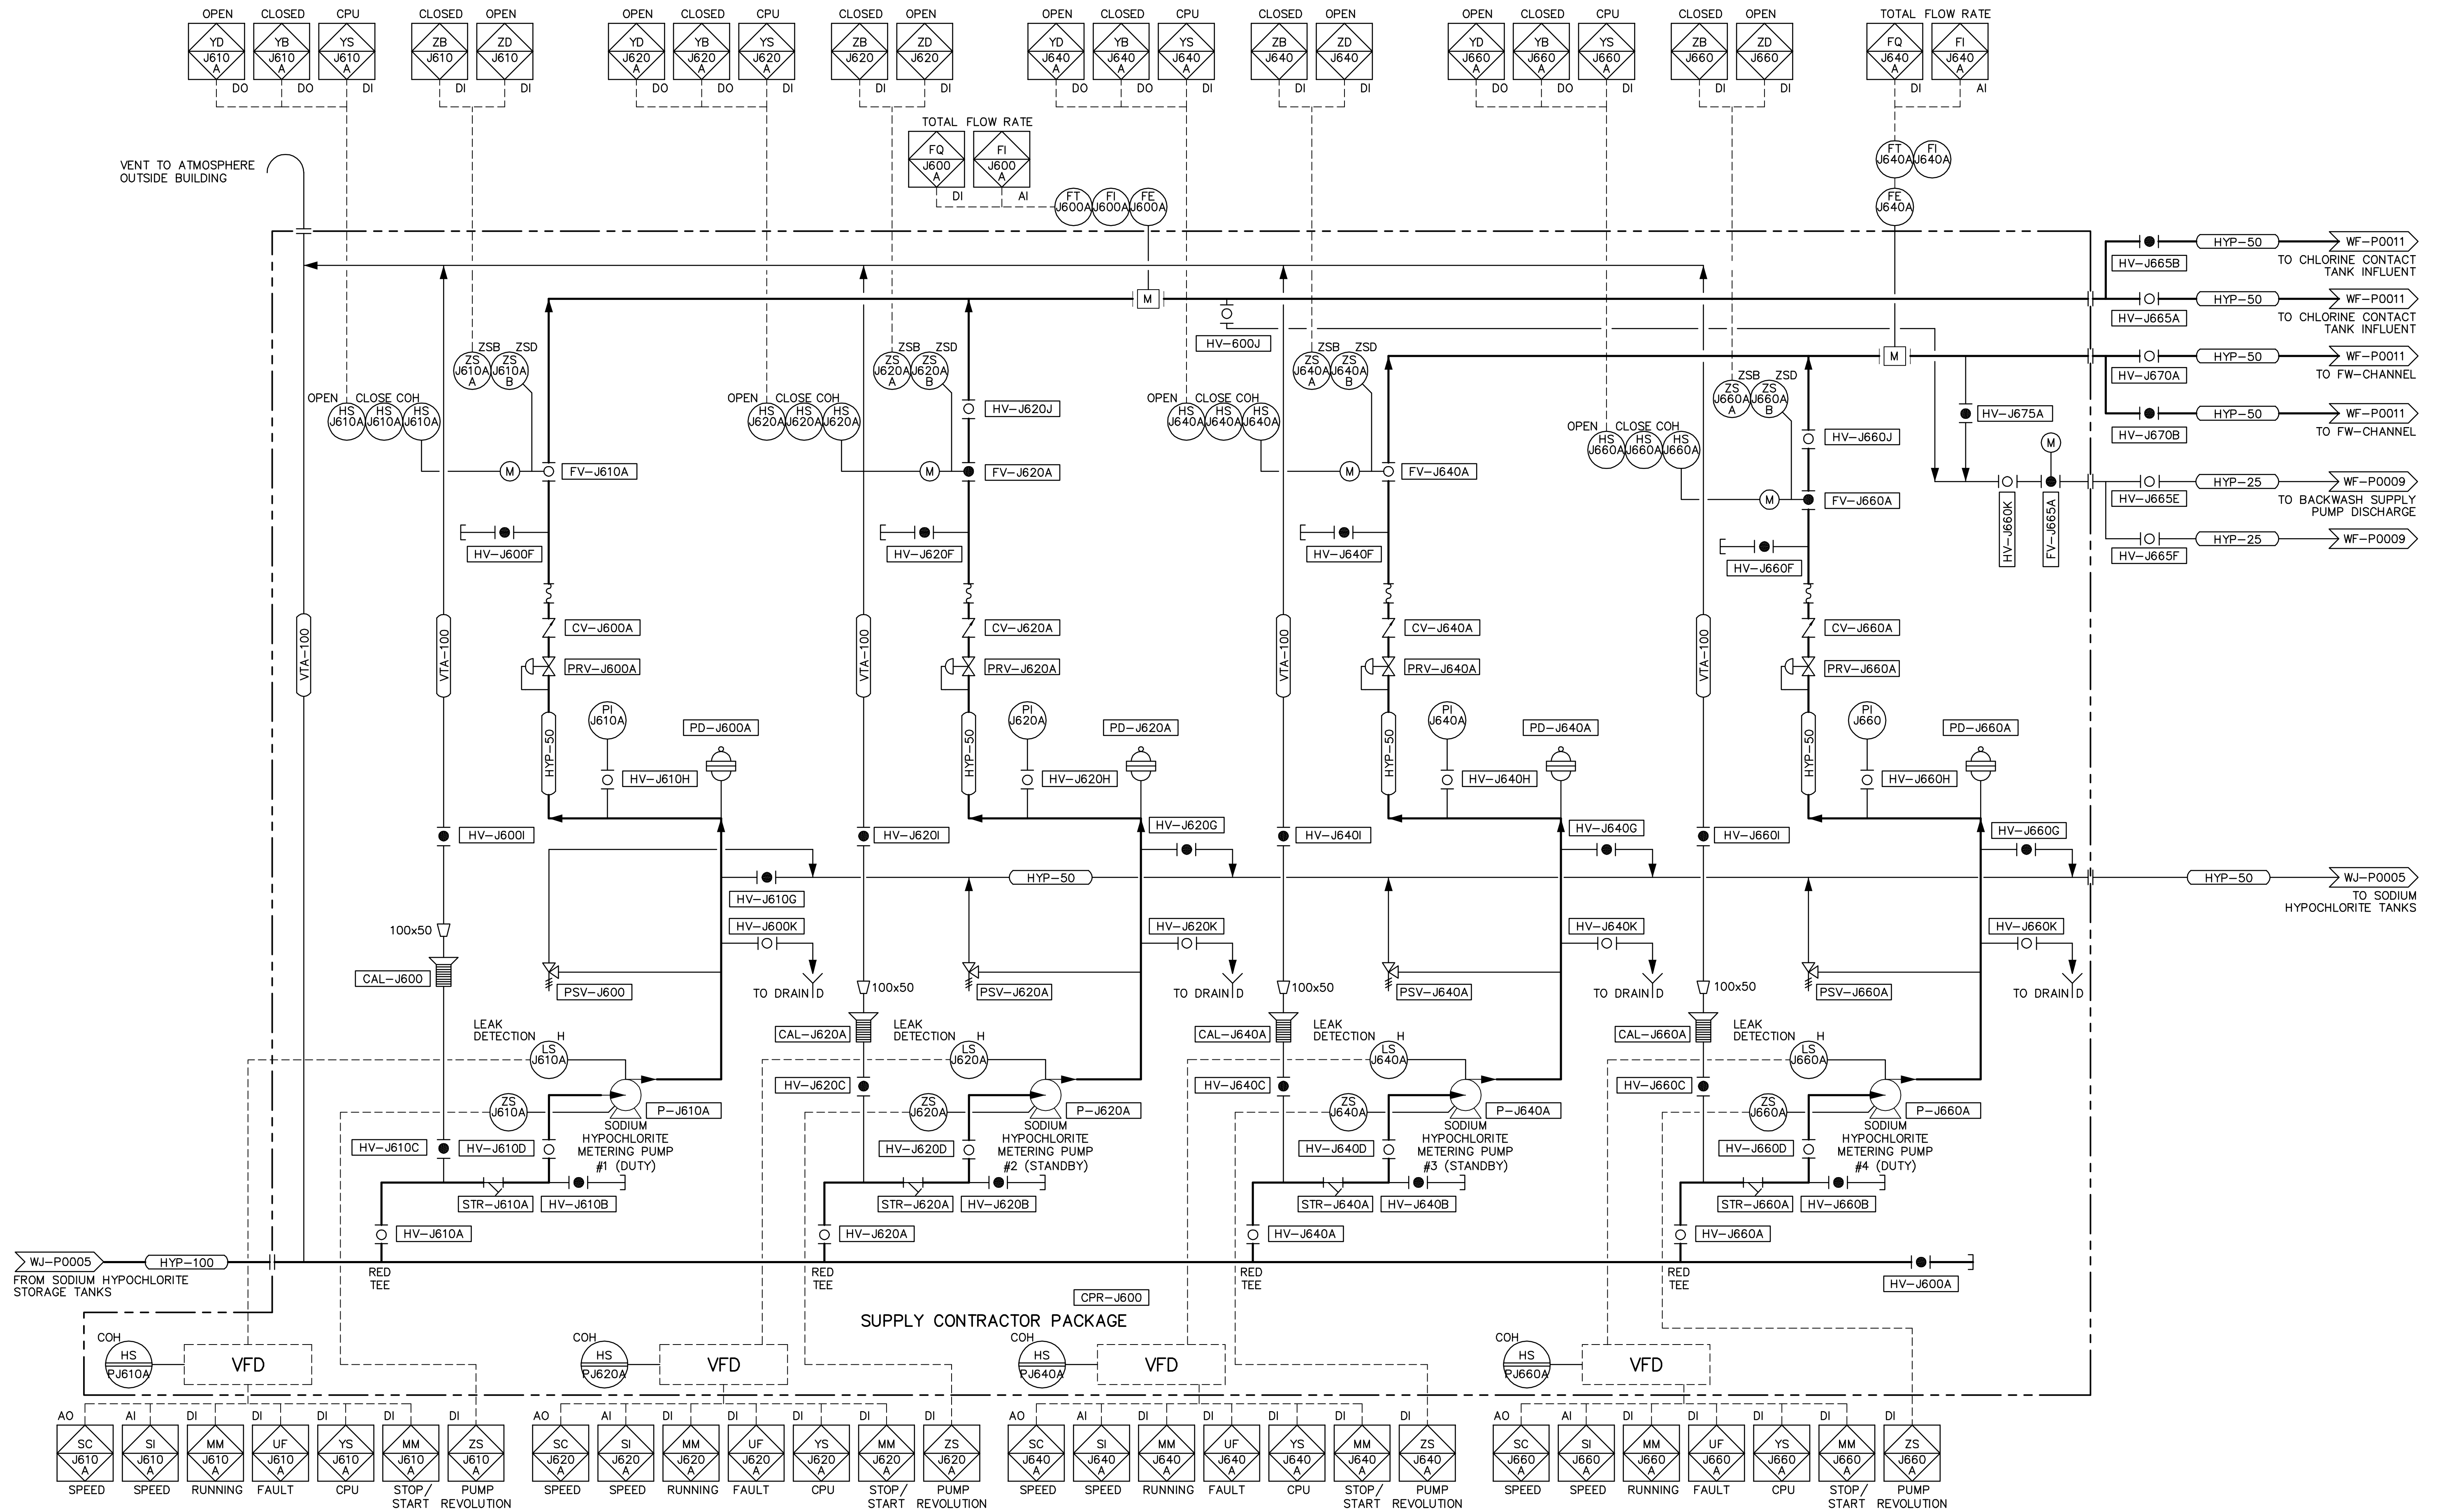 OPEN CLOSED CPU CLOSED OPEN OPEN CLOSED CPU CLOSED OPEN OPEN CLOSED CPU CLOSED OPEN OPEN CLOSED CPU CLOSED OPEN TOTAL FLOW RATE
YD YB YS ZB ZD YD YB YS ZB ZD YD YB YS ZB ZD YD YB YS ZB ZD FQ FI
J610 J610 J610 J610 J610 J620 J620 J620 J620 J620 J640 J640 J640 J640 J640 J660 J660 J660 J660 J660 J640 J640
A A A A A A A A A A A A A A
DO DO DI DI DI DO DO DI DI DI DO DO DI DI DI DO DO DI DI DI DI AI
TOTAL FLOW RATE
FQ FI
J600 J600
A A
DI AI
FT FI
J640A J640A
VENT TO ATMOSPHERE
OUTSIDE BUILDING
FT FI FE FE
J600A J600A J600A J640A
HV-J665B HYP-50 WF-P0011
TO CHLORINE CONTACT
TANK INFLUENT
M HYP-50 WF-P0011
HV-600J HV-J665A
TO CHLORINE CONTACT
TANK INFLUENT
ZSB ZSD ZSB ZSD ZSB ZSD ZSB ZSD
ZS ZS ZS ZS ZS ZS ZS ZS
J610A J610A J620A J620A J640A J640A J660A J660A
A B A B A B A B
M HYP-50 WF-P0011
HV-J670A TO FW-CHANNEL
OPEN CLOSE COH OPEN CLOSE COH OPEN CLOSE COH OPEN CLOSE COH
HS HS HS HS HS HS HS HS HS HS HS HS
J610A J610A J610A J620A J620A J620A J640A J640A J640A J660A J660A J660A
HV-J620J HV-J660J HV-J675A
HYP-50 WF-P0011
HV-J670B TO FW-CHANNEL
M FV-J610A M FV-J620A M FV-J640A M FV-J660A M
HV-J660K FV-J665A
HV-J665E HYP-25 WF-P0009
TO BACKWASH SUPPLY
PUMP DISCHARGE
HV-J600F HV-J620F HV-J640F HV-J660F
HV-J665F HYP-25 WF-P0009
VTA-100 VTA-100 VTA-100 VTA-100 VTA-100
CV-J600A CV-J620A CV-J640A CV-J660A
PRV-J600A PRV-J620A PRV-J640A PRV-J660A
HYP-50 HYP-50 HYP-50 HYP-50
PI PI PI PI
J610A J620A J640A J660
PD-J600A PD-J620A PD-J640A PD-J660A
HV-J610H HV-J620H HV-J640H HV-J660H
HV-J600I HV-J620I HV-J640I HV-J660I
HV-J620G HV-J640G HV-J660G
HYP-50 HYP-50 WJ-P0005
TO SODIUM
HYPOCHLORITE TANKS
HV-J610G
HV-J600K HV-J620K HV-J640K HV-J660K
100x50
CAL-J600
PSV-J600 PSV-J620A PSV-J640A PSV-J660A
TO DRAIN D TO DRAIN D TO DRAIN D TO DRAIN D
100x50 100x50 100x50
CAL-J620A CAL-J640A CAL-J660A
LEAK LEAK LEAK LEAK
DETECTION H DETECTION H DETECTION H DETECTION H
LS LS LS LS
J610A J620A J640A J660A
HV-J620C HV-J640C HV-J660C
ZS ZS ZS ZS
J610A J620A J640A J660A
P-J610A P-J620A P-J640A P-J660A
HV-J610C HV-J610D HV-J620D HV-J640D HV-J660D
SODIUM
HYPOCHLORITE
METERING PUMP
#1 (DUTY)
SODIUM
HYPOCHLORITE
METERING PUMP
#2 (STANDBY)
SODIUM
HYPOCHLORITE
METERING PUMP
#3 (STANDBY)
SODIUM
HYPOCHLORITE
METERING PUMP
#4 (DUTY)
STR-J610A HV-J610B STR-J620A HV-J620B STR-J640A HV-J640B STR-J660A HV-J660B
HV-J610A HV-J620A HV-J640A HV-J660A
WJ-P0005 HYP-100
FROM SODIUM HYPOCHLORITE
STORAGE TANKS
RED RED RED RED
TEE TEE TEE TEE
HV-J600A
CPR-J600
SUPPLY CONTRACTOR PACKAGE
COH COH COH COH
HS HS HS HS
PJ610A PJ620A PJ640A PJ660A
VFD VFD VFD VFD
AO AI DI DI DI DI DI AO AI DI DI DI DI DI AO AI DI DI DI DI DI AO AI DI DI DI DI DI
SC SI MM UF YS MM ZS SC SI MM UF YS MM ZS SC SI MM UF YS MM ZS SC SI MM UF YS MM ZS
J610 J610 J610 J610 J610 J610 J610 J620 J620 J620 J620 J620 J620 J620 J640 J640 J640 J640 J640 J640 J640 J660 J660 J660 J660 J660 J660 J660
A A A A A A A A A A A A A A A A A A A A A A A A A A A A
SPEED SPEED RUNNING FAULT CPU STOP/ PUMP SPEED SPEED RUNNING FAULT CPU STOP/ PUMP SPEED SPEED RUNNING FAULT CPU STOP/ PUMP SPEED SPEED RUNNING FAULT CPU STOP/ PUMP
START REVOLUTION START REVOLUTION START REVOLUTION START REVOLUTION